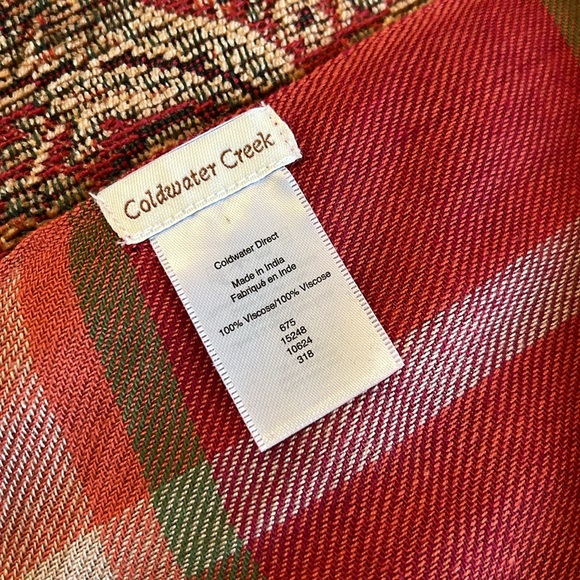 Coldwater Creek
Coldwater Direct
Made in India
Fabriqué en Inde
100% Viscose/100% Viscose
675
15248
10624
318